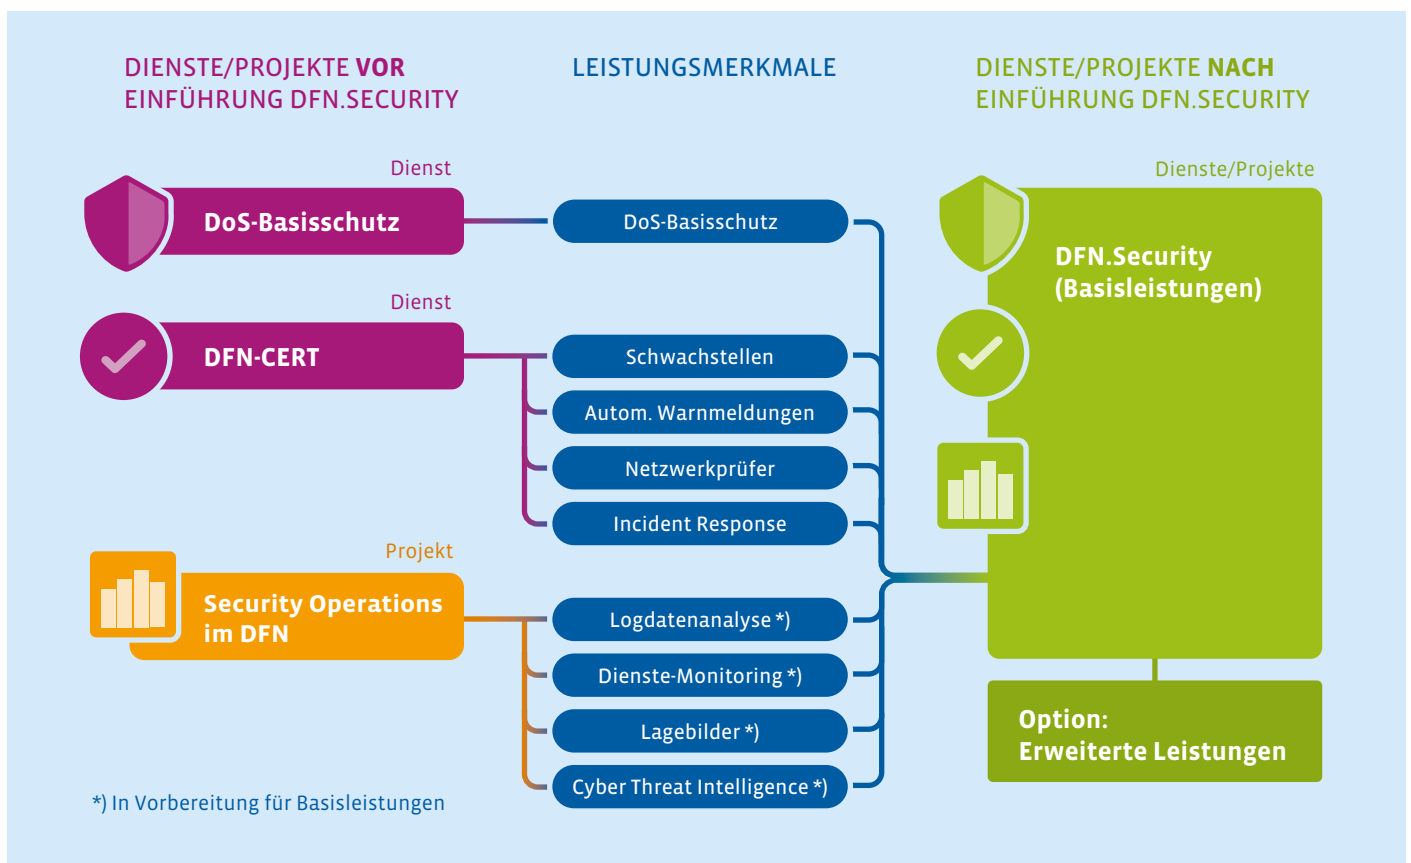 DIENSTE/PROJEKTE VOR
EINFÜHRUNG DFN.SECURITY
LEISTUNGSMERKMALE
DIENSTE/PROJEKTE NACH
EINFÜHRUNG DFN.SECURITY
Dienst
DoS-Basisschutz
Dienst
DFN-CERT
Projekt
Security Operations
im DFN
DoS-Basisschutz
Schwachstellen
Autom. Warnmeldungen
Netzwerkprüfer
Incident Response
Logdatenanalyse *)
Dienste-Monitoring *)
Lagebilder *)
Cyber Threat Intelligence *)
Dienste/Projekte
DFN.Security
(Basisleistungen)
Option:
Erweiterte Leistungen
*) In Vorbereitung für Basisleistungen